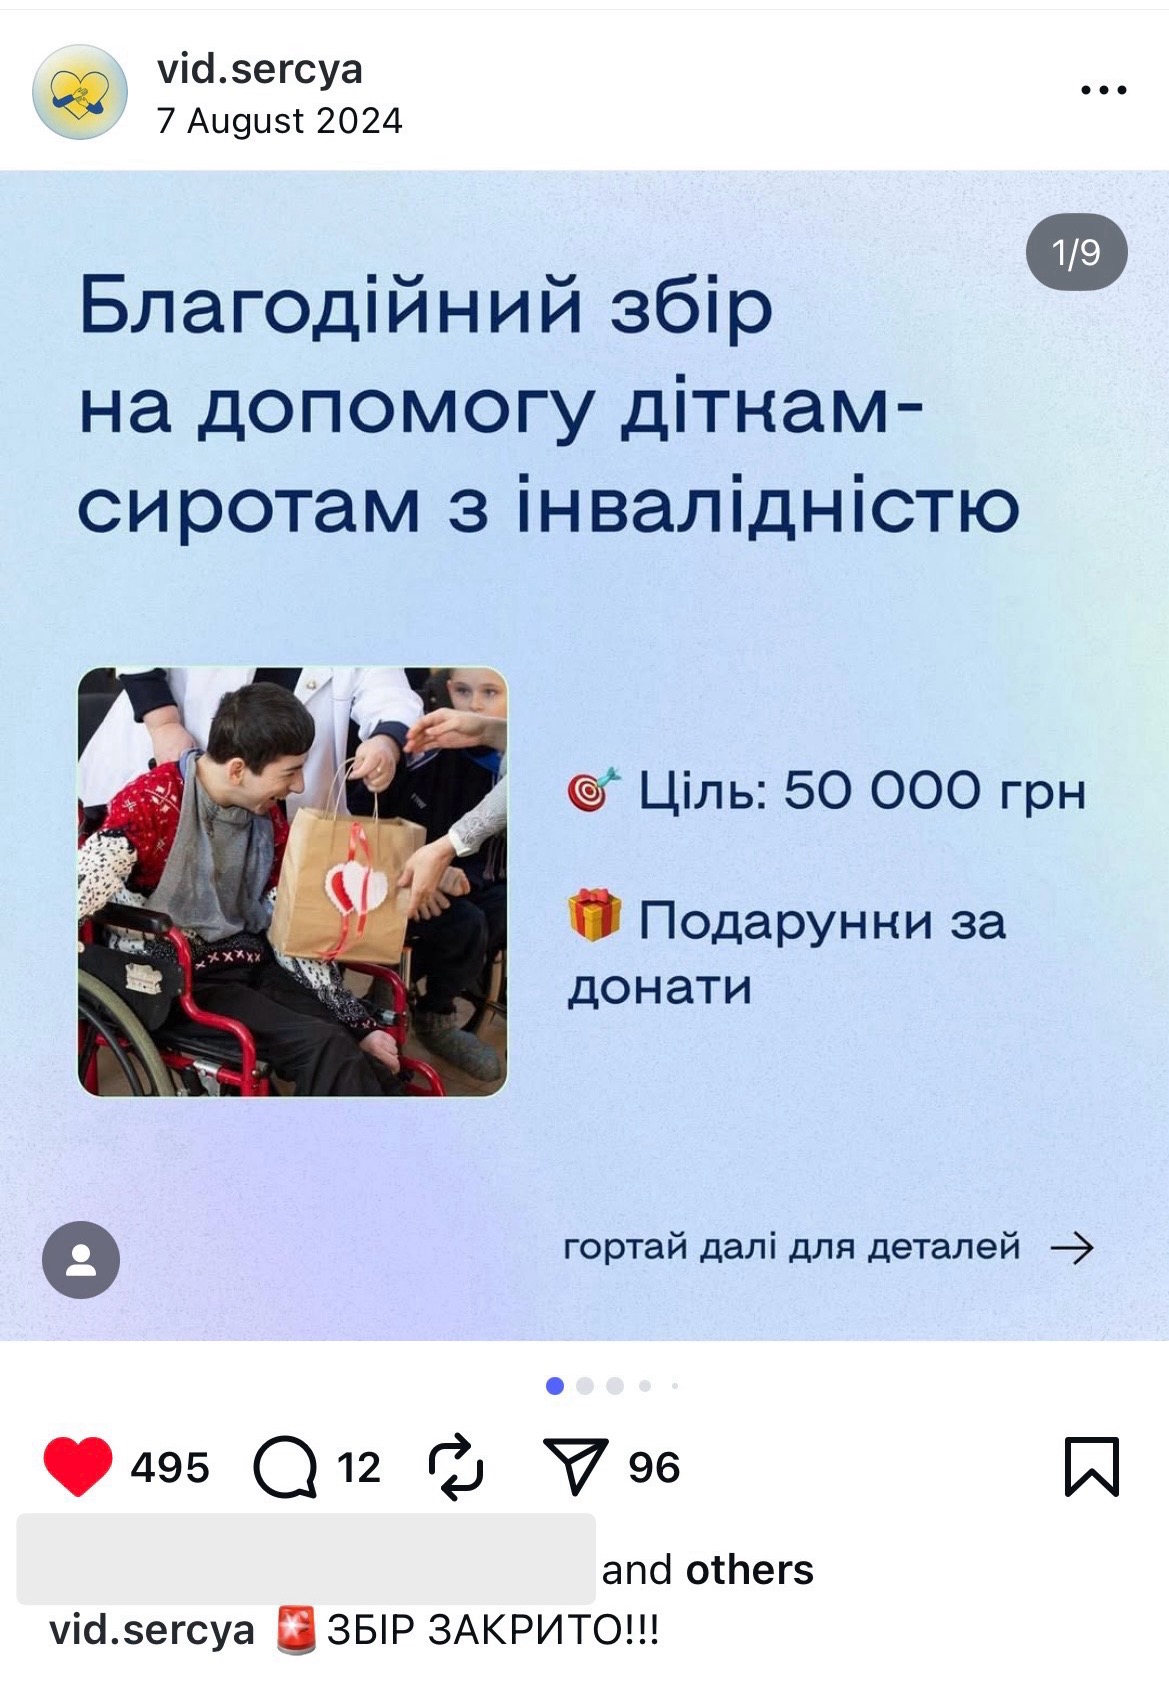 vid.sercya
7 August 2024
1/9
Благодійний збір
на допомогу діткам-
сиротам з інвалідністю
🎯 Ціль: 50 000 грн
🎁 Подарунки за
донати
гортай далі для деталей →
495 12 96
and others
vid.sercya 🚨ЗБІР ЗАКРИТО!!!